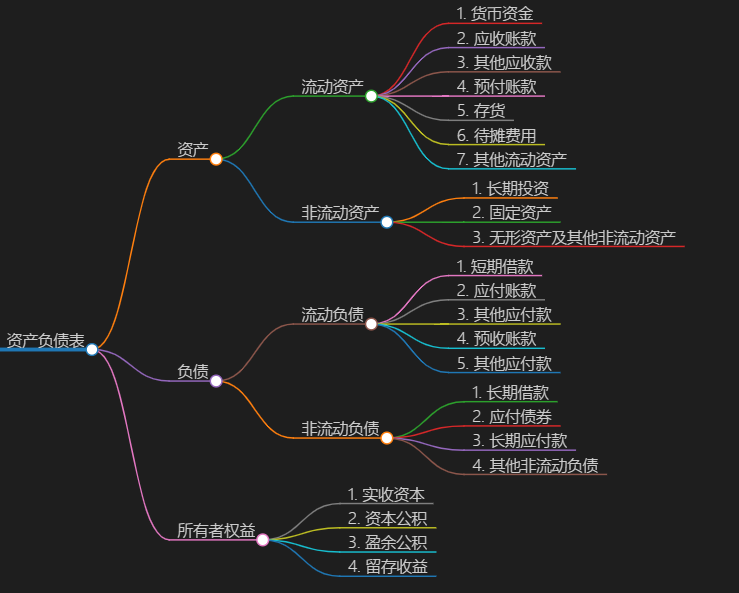 资产负债表
资产
流动资产
1. 货币资金
2. 应收账款
3. 其他应收款
4. 预付账款
5. 存货
6. 待摊费用
7. 其他流动资产
非流动资产
1. 长期投资
2. 固定资产
3. 无形资产及其他非流动资产
负债
流动负债
1. 短期借款
2. 应付账款
3. 其他应付款
4. 预收账款
5. 其他应付款
非流动负债
1. 长期借款
2. 应付债券
3. 长期应付款
4. 其他非流动负债
所有者权益
1. 实收资本
2. 资本公积
3. 盈余公积
4. 留存收益